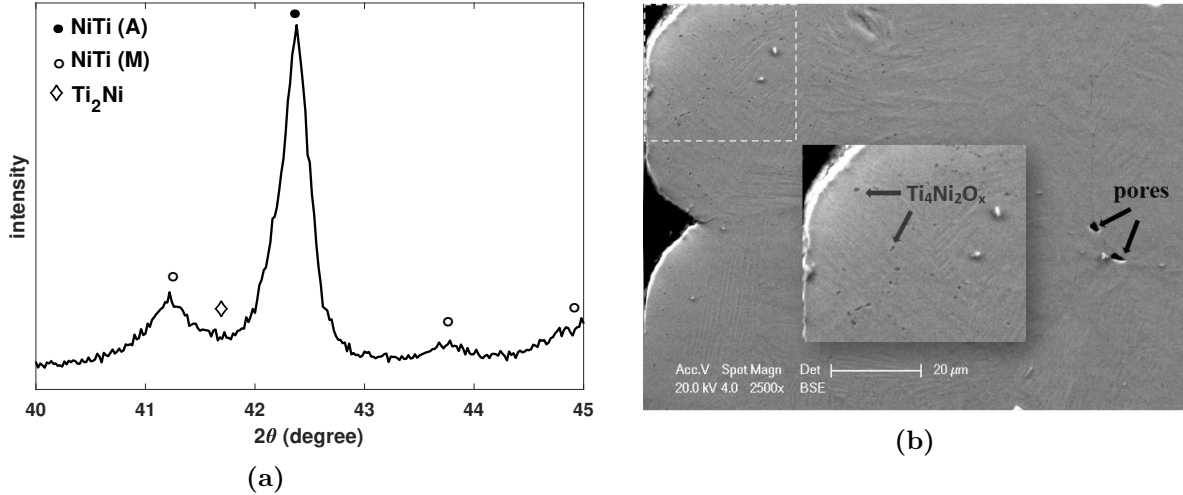 NiTi (A)
NiTi (M)
Ti₂Ni
intensity
40 41 42 43 44 45
2θ (degree)
(a)
Ti₄Ni₂Oₓ
pores
Acc.V Spot Magn Det 20 μm
20.0 kV 4.0 2500x BSE
(b)